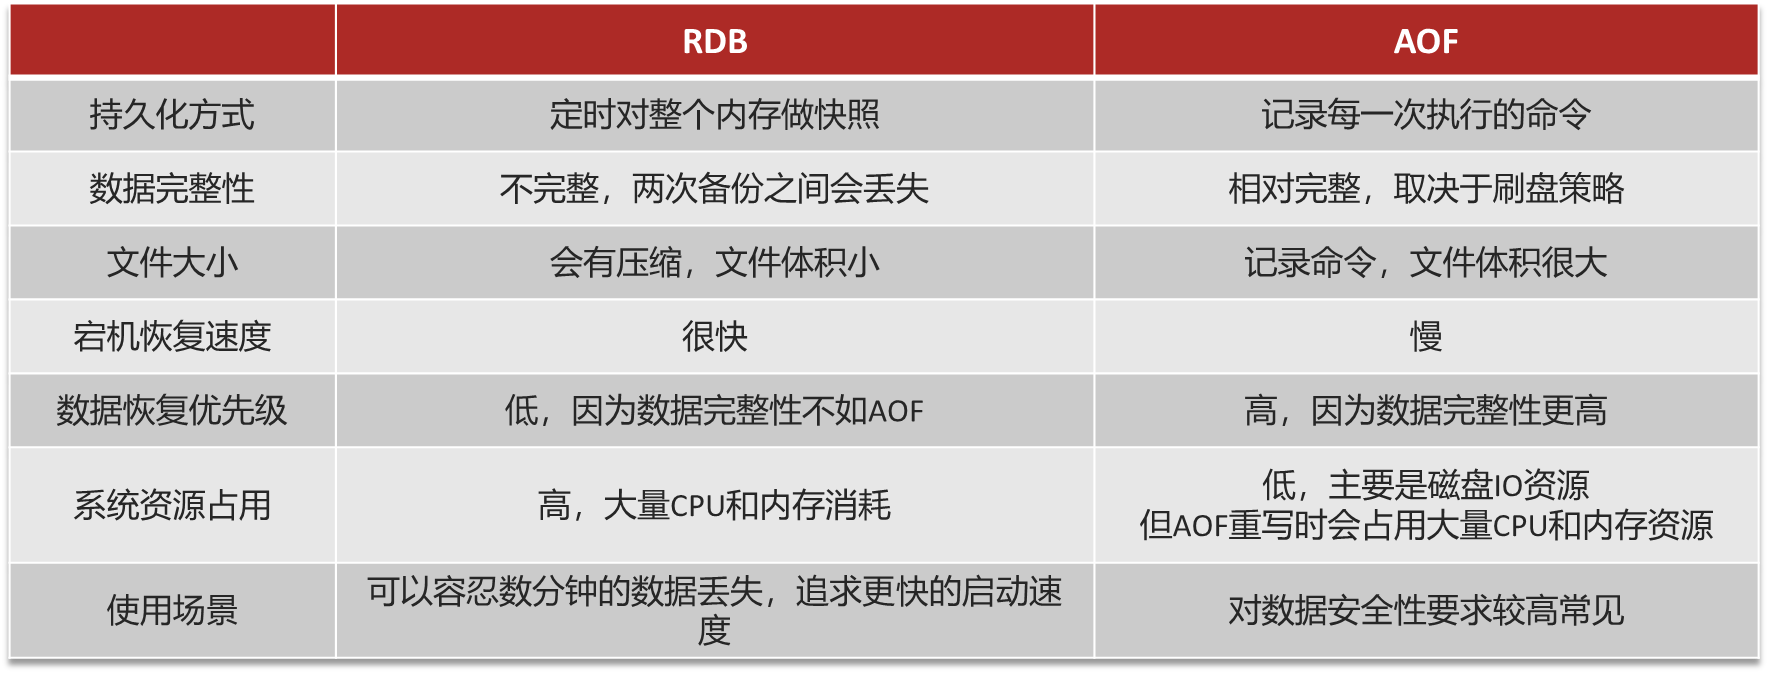 RDB AOF
持久化方式 定时对整个内存做快照 记录每一次执行的命令
数据完整性 不完整，两次备份之间会丢失 相对完整，取决于刷盘策略
文件大小 会有压缩，文件体积小 记录命令，文件体积很大
宕机恢复速度 很快 慢
数据恢复优先级 低，因为数据完整性不如AOF 高，因为数据完整性更高
系统资源占用 高，大量CPU和内存消耗 低，主要是磁盘IO资源
但AOF重写时会占用大量CPU和内存资源
使用场景 可以容忍数分钟的数据丢失，追求更快的启动速
度 对数据安全性要求较高常见